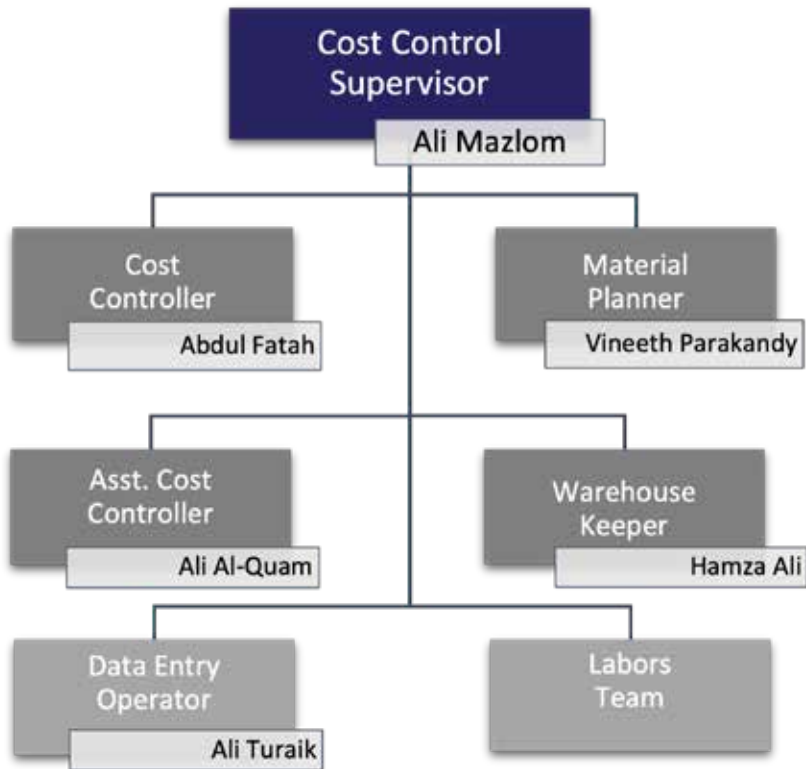 Cost Control
Supervisor
Ali Mazlom
Cost
Controller
Abdul Fatah
Material
Planner
Vineeth Parakandy
Asst. Cost
Controller
Ali Al-Quam
Warehouse
Keeper
Hamza Ali
Data Entry
Operator
Ali Turaik
Labors
Team